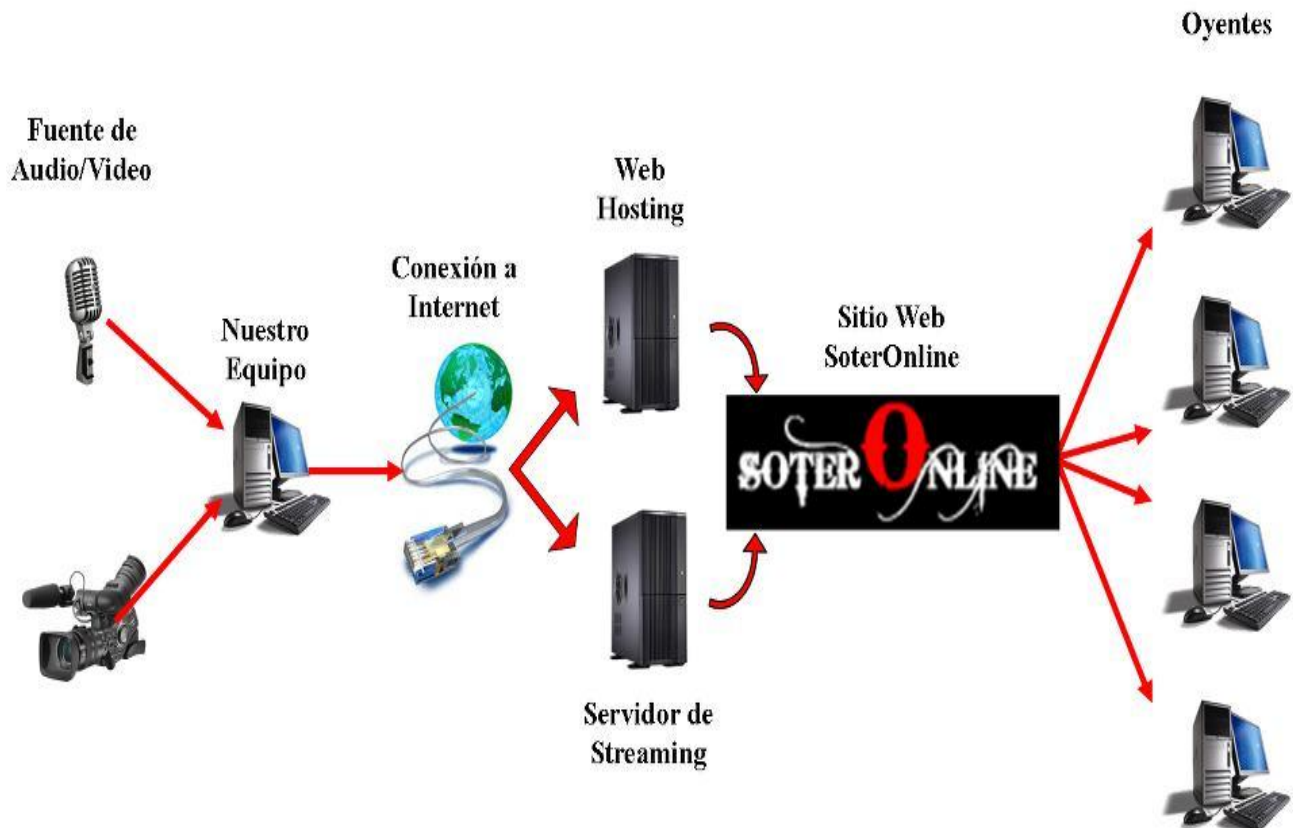 Oyentes
Fuente de
Audio/Video
Web
Hosting
Conexión a
Internet
Nuestro
Equipo
Sitio Web
SoterOnline
SOTER ONLINE
Servidor de
Streaming